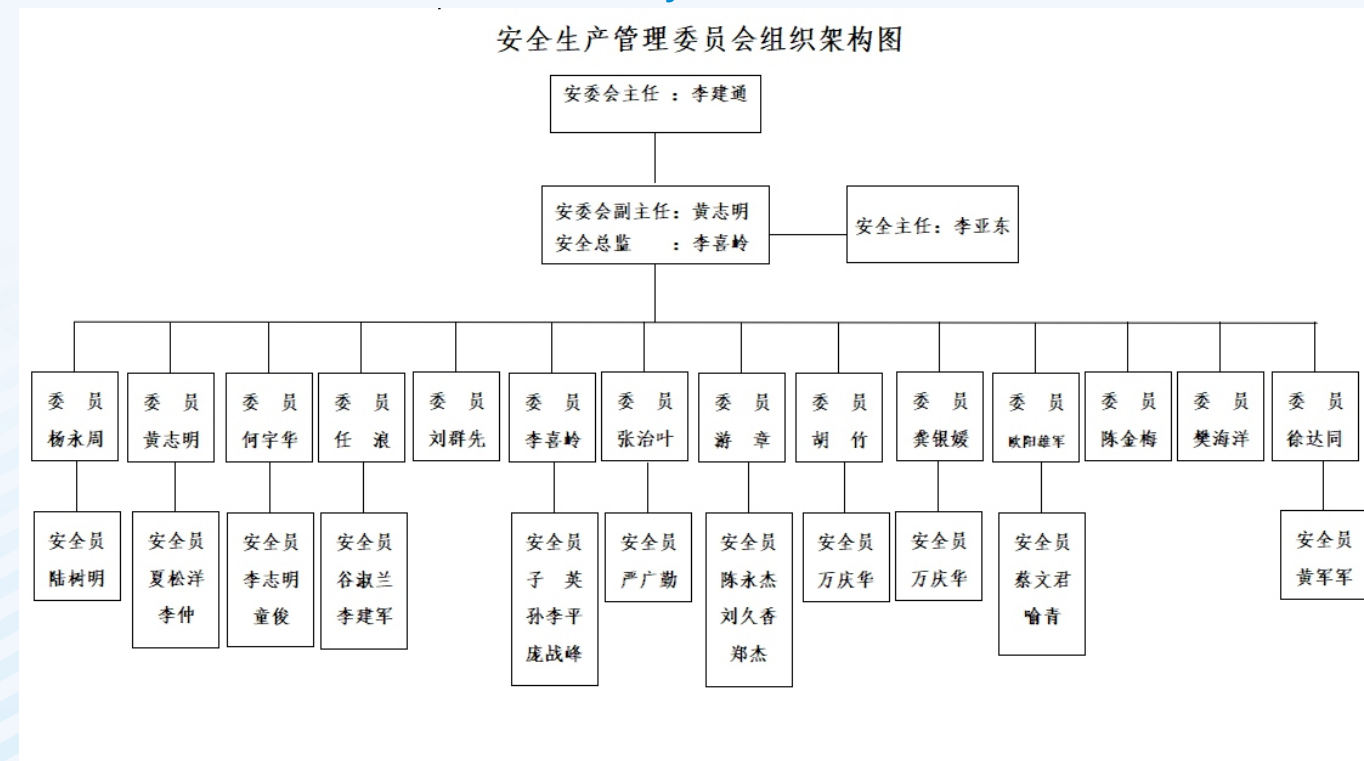 安全生产管理委员会组织架构图
安委会主任 ：李建通
安委会副主任：黄志明
安全总监 ：李喜岭
安全主任：李亚东
委 员
杨永周
委 员
黄志明
委 员
何宇华
委 员
任 浪
委 员
刘群先
委 员
李喜岭
委 员
张治叶
委 员
游 章
委 员
胡 竹
委 员
龚银媛
委 员
欧阳雄军
委 员
陈金梅
委 员
樊海洋
委 员
徐达同
安全员
陆树明
安全员
夏松洋
李仲
安全员
李志明
童俊
安全员
谷淑兰
李建军
安全员
子 英
孙李平
庞战峰
安全员
严广勤
安全员
陈永杰
刘久香
郑杰
安全员
万庆华
安全员
万庆华
安全员
蔡文君
喻青
安全员
黄军军